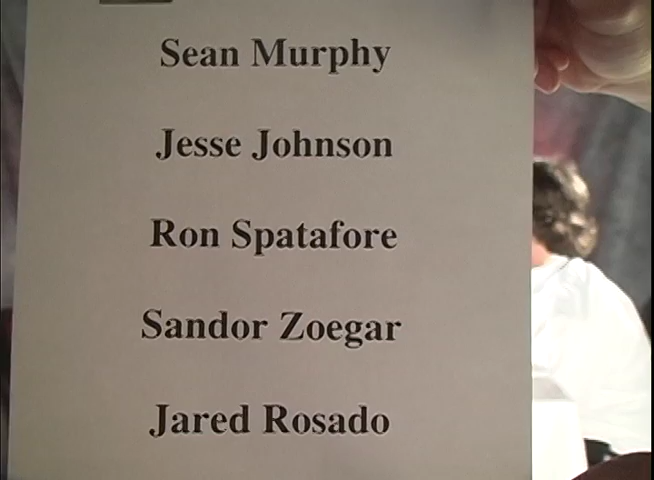 Sean Murphy
Jesse Johnson
Ron Spatafore
Sandor Zoegar
Jared Rosado